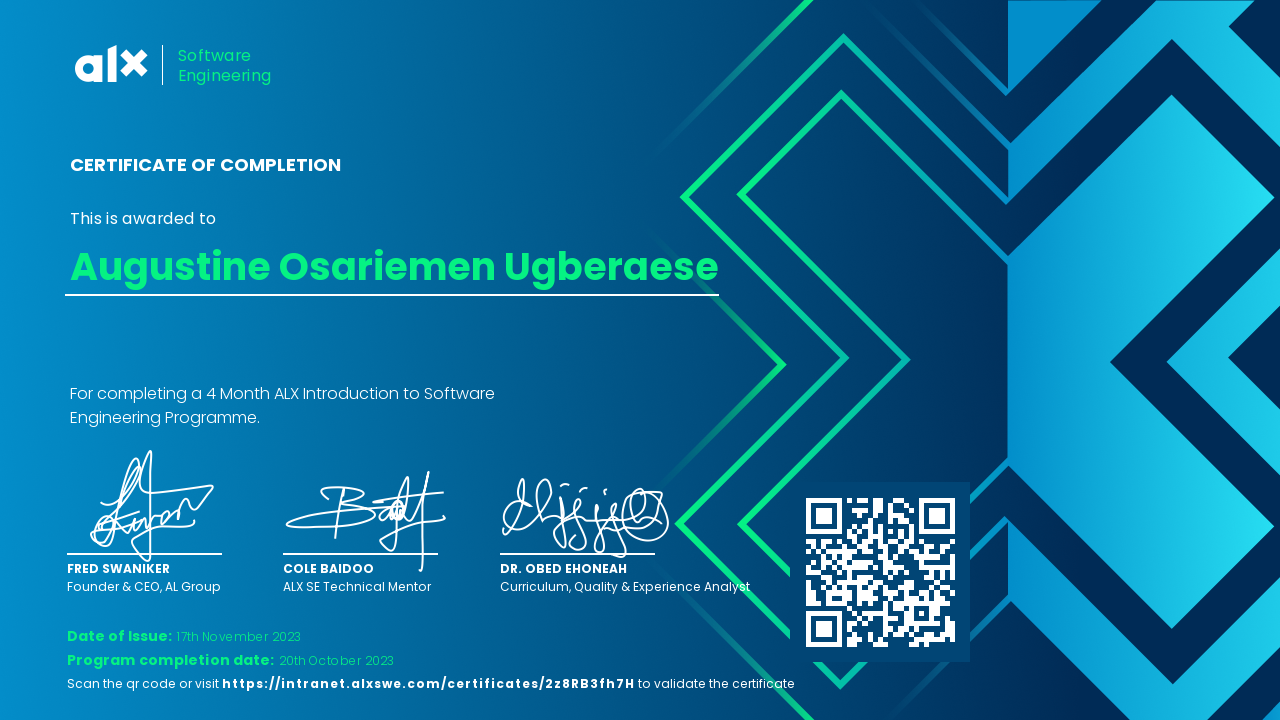 alx
Software
Engineering
CERTIFICATE OF COMPLETION
This is awarded to
Augustine Osariemen Ugberaese
For completing a 4 Month ALX Introduction to Software
Engineering Programme.
FRED SWANIKER
Founder & CEO, AL Group
COLE BAIDOO
ALX SE Technical Mentor
DR. OBED EHONEAH
Curriculum, Quality & Experience Analyst
Date of Issue: 17th November 2023
Program completion date: 20th October 2023
Scan the qr code or visit https://intranet.alxswe.com/certificates/2z8RB3fh7H to validate the certificate